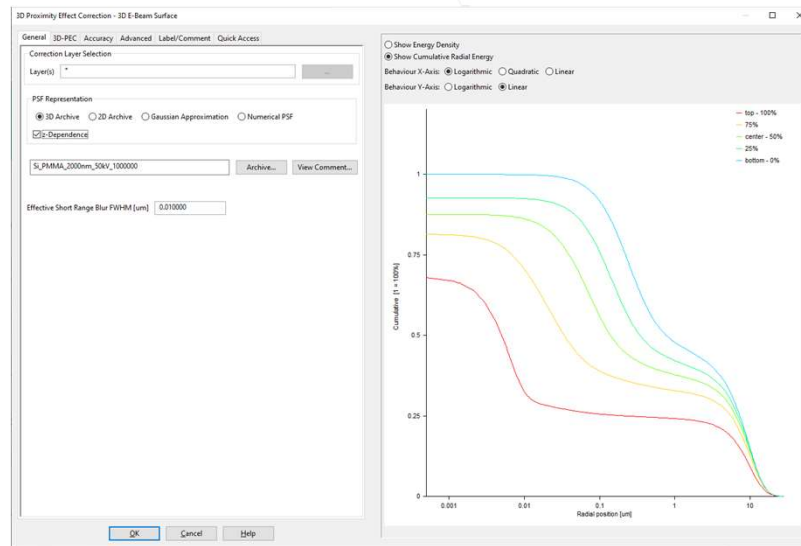 3D Proximity Effect Correction - 3D E-Beam Surface
General 3D-PEC Accuracy Advanced Label/Comment Quick Access
Correction Layer Selection
Layer(s) * ...
PSF Representation
3D Archive 2D Archive Gaussian Approximation Numerical PSF
z-Dependence
Si_PMMA_2000nm_50kV_1000000 Archive... View Comment...
Effective Short Range Blur FWHM [um] 0.010000
OK Cancel Help
Show Energy Density
Show Cumulative Radial Energy
Behaviour X-Axis: Logarithmic Quadratic Linear
Behaviour Y-Axis: Logarithmic Linear
top - 100%
75%
center - 50%
25%
bottom - 0%
1
0.75
0.5
0.25
0
Cumulative [1 = 100%]
0.001 0.01 0.1 1 10
Radial position [um]